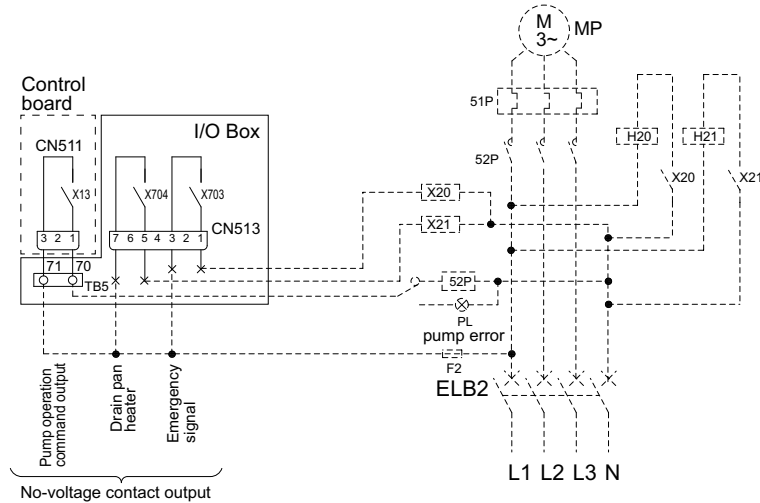 M
3~
MP
Control
board
I/O Box
51P
CN511
H20
H21
52P
X13
X704
X703
X20
X21
X20
CN513
3 2 1
7 6 5 4 3 2 1
X21
71
70
TB5
52P
PL
pump error
F2
ELB2
Pump operation
command output
Drain pan
heater
Emergency
signal
L1 L2 L3 N
No-voltage contact output